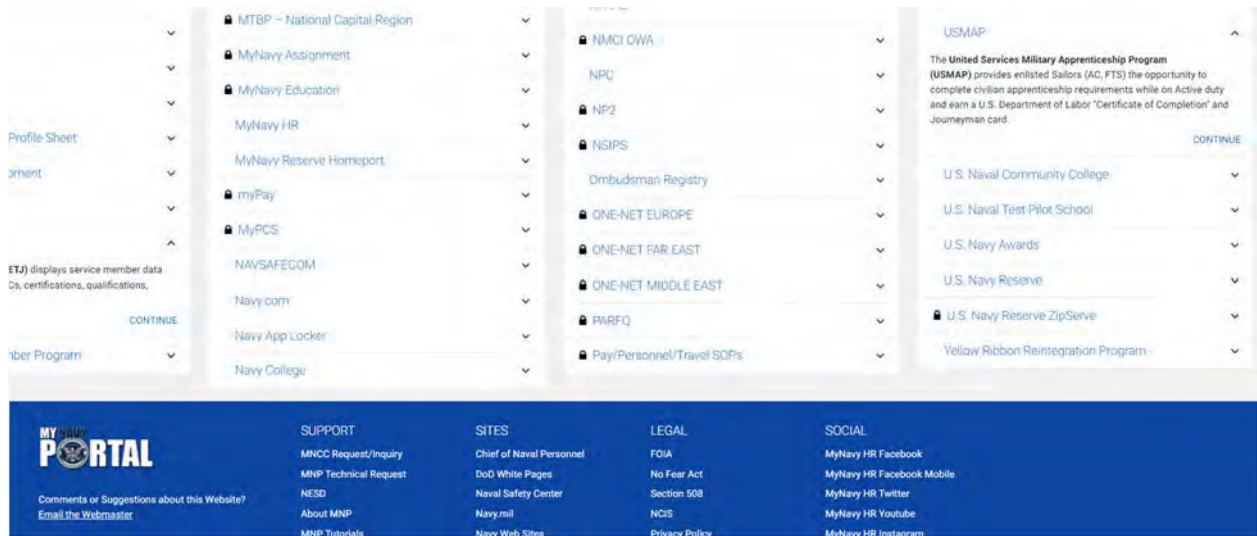 Profile Sheet
ETJ) displays service member data
Cs, certifications, qualifications,
CONTINUE
MTBP – National Capital Region
MyNavy Assignment
MyNavy Education
MyNavy HR
MyNavy Reserve Homeport
myPay
MyPCS
NAVSAFECOM
Navy.com
Navy App Locker
Navy College
NMCI OWA
NPC
NP2
NSIPS
Ombudsman Registry
ONE-NET EUROPE
ONE-NET FAR EAST
ONE-NET MIDDLE EAST
PARFQ
Pay/Personnel/Travel SOPs
USMAP
The United Services Military Apprenticeship Program
(USMAP) provides enlisted Sailors (AC, FTS) the opportunity to
complete civilian apprenticeship requirements while on Active duty
and earn a U.S. Department of Labor "Certificate of Completion" and
Journeyman card.
CONTINUE
U.S. Naval Community College
U.S. Naval Test Pilot School
U.S. Navy Awards
U.S. Navy Reserve
U.S. Navy Reserve ZipServe
Yellow Ribbon Reintegration Program
MY NAVY
PORTAL
Comments or Suggestions about this Website?
Email the Webmaster
SUPPORT
MNCC Request/Inquiry
MNP Technical Request
NESD
About MNP
MNP Tutorials
SITES
Chief of Naval Personnel
DoD White Pages
Naval Safety Center
Navy.mil
Navy Web Sites
LEGAL
FOIA
No Fear Act
Section 508
NCIS
Privacy Policy
SOCIAL
MyNavy HR Facebook
MyNavy HR Facebook Mobile
MyNavy HR Twitter
MyNavy HR Youtube
MyNavy HR Instagram